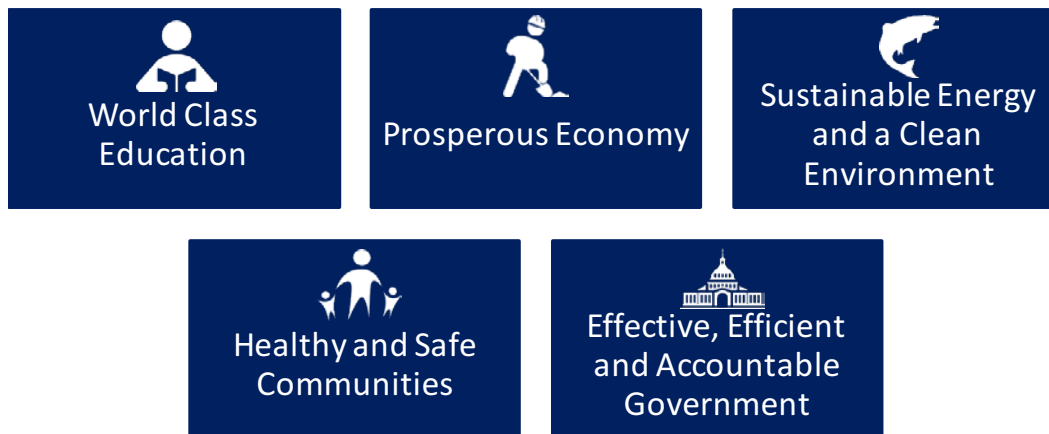 World Class
Education
Prosperous Economy
Sustainable Energy
and a Clean
Environment
Healthy and Safe
Communities
Effective, Efficient
and Accountable
Government